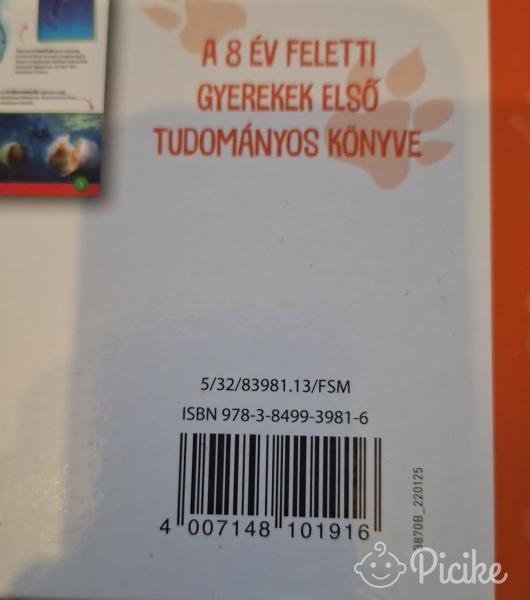 A 8 ÉV FELETTI
GYEREKEK ELSŐ
TUDOMÁNYOS KÖNYVE
5/32/83981.13/FSM
ISBN 978-3-8499-3981-6
4 007148 101916
3870B_220125
Picike